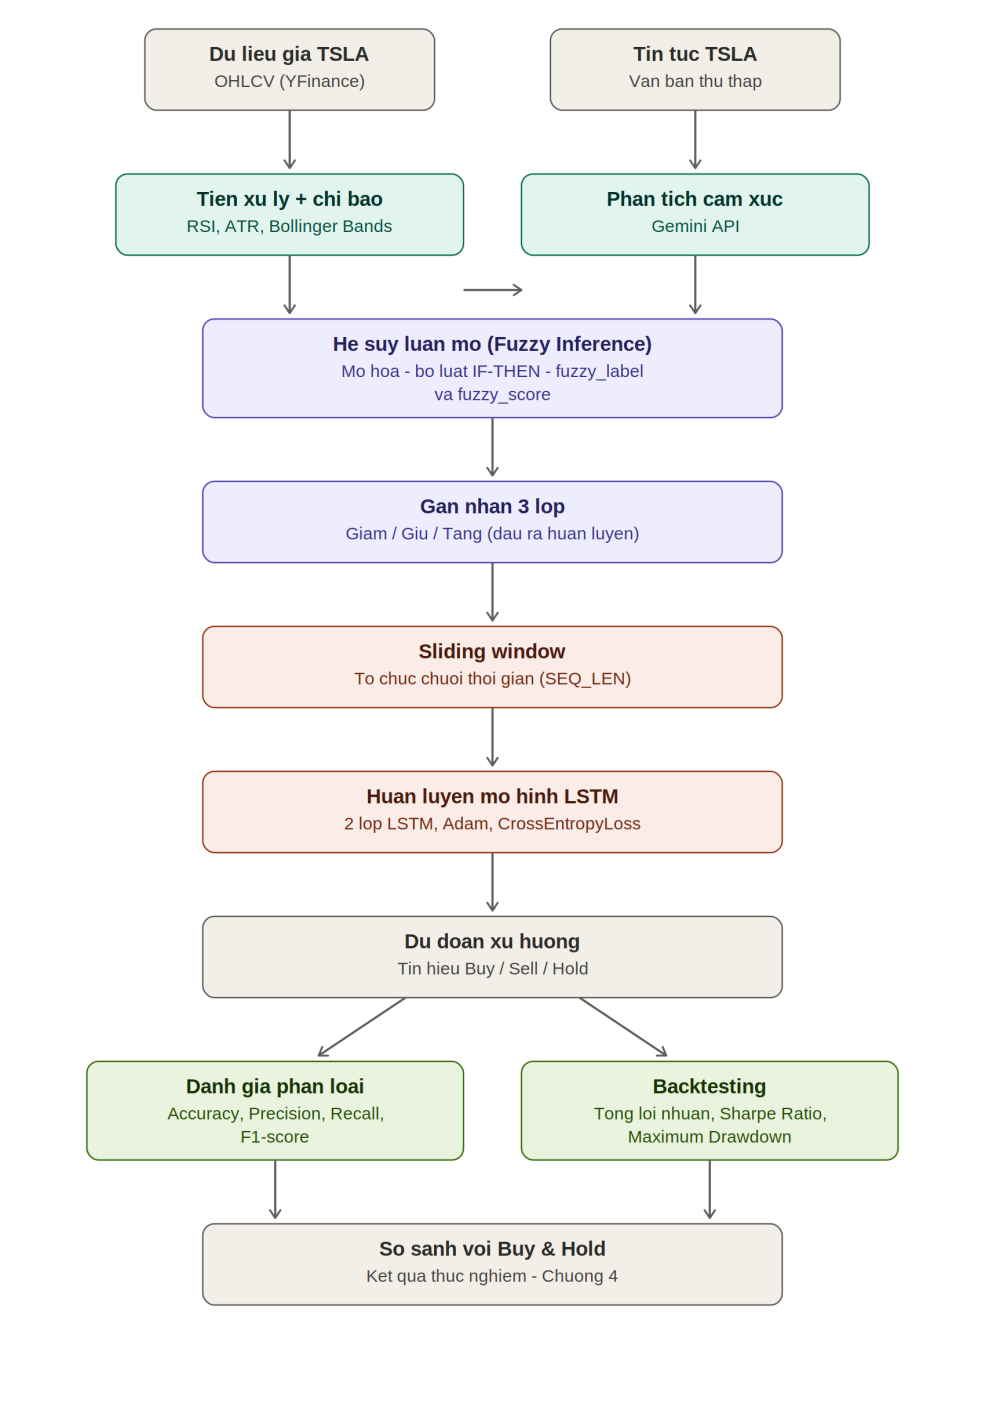 Du lieu gia TSLA
OHLCV (YFinance)
Tin tuc TSLA
Van ban thu thap
Tien xu ly + chi bao
RSI, ATR, Bollinger Bands
Phan tich cam xuc
Gemini API
He suy luan mo (Fuzzy Inference)
Mo hoa - bo luat IF-THEN - fuzzy_label
va fuzzy_score
Gan nhan 3 lop
Giam / Giu / Tang (dau ra huan luyen)
Sliding window
To chuc chuoi thoi gian (SEQ_LEN)
Huan luyen mo hinh LSTM
2 lop LSTM, Adam, CrossEntropyLoss
Du doan xu huong
Tin hieu Buy / Sell / Hold
Danh gia phan loai
Accuracy, Precision, Recall,
F1-score
Backtesting
Tong loi nhuan, Sharpe Ratio,
Maximum Drawdown
So sanh voi Buy & Hold
Ket qua thuc nghiem - Chuong 4